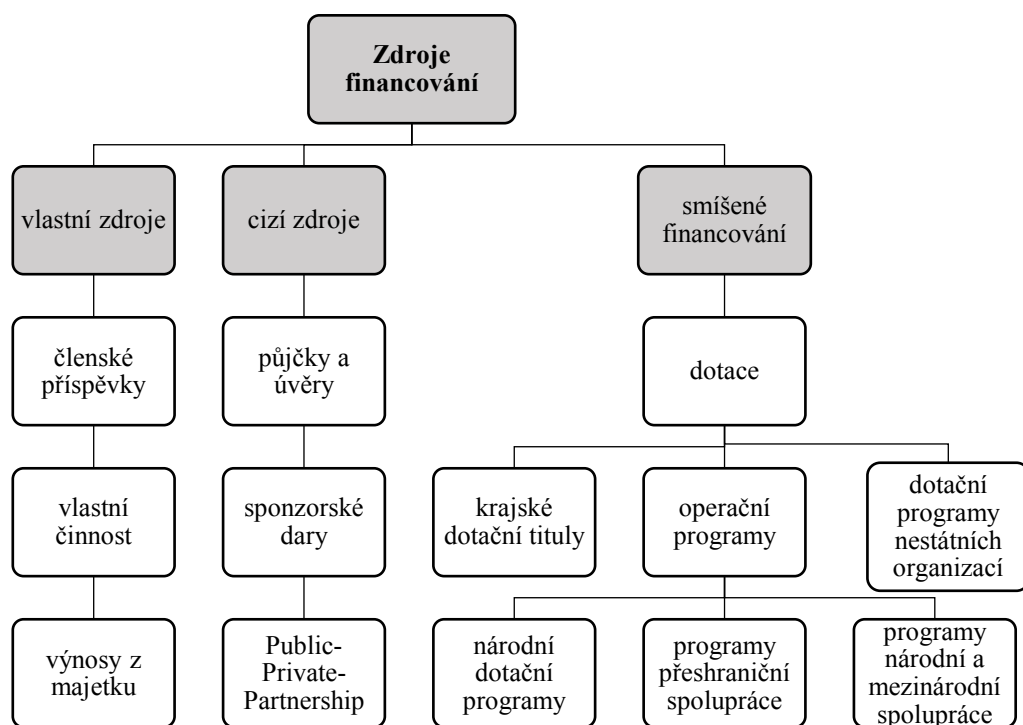 Zdroje
financování
vlastní zdroje
cizí zdroje
smíšené
financování
členské
příspěvky
půjčky a
úvěry
dotace
vlastní
činnost
sponzorské
dary
krajské
dotační tituly
operační
programy
dotační
programy
nestátních
organizací
výnosy z
majetku
Public-
Private-
Partnership
národní
dotační
programy
programy
přeshraniční
spolupráce
programy
národní a
mezinárodní
spolupráce